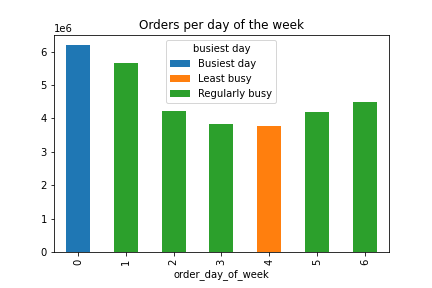 Orders per day of the week
1e6
busiest day
Busiest day
Least busy
Regularly busy
6
5
4
3
2
1
0
0 1 2 3 4 5 6
order_day_of_week